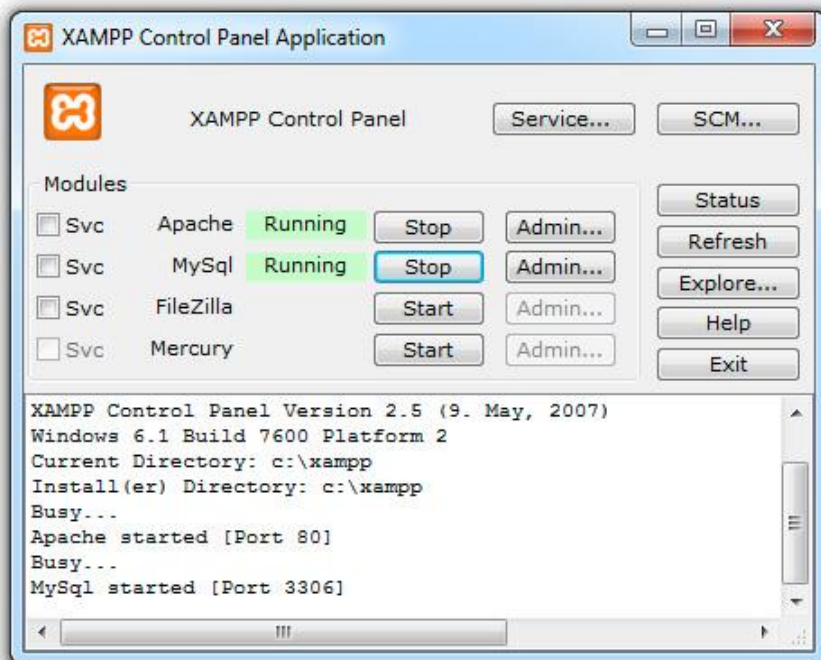 XAMPP Control Panel Application
XAMPP Control Panel Service... SCM...
Modules
Svc Apache Running Stop Admin...
Svc MySql Running Stop Admin...
Svc FileZilla Start Admin...
Svc Mercury Start Admin...
Status
Refresh
Explore...
Help
Exit
XAMPP Control Panel Version 2.5 (9. May, 2007)
Windows 6.1 Build 7600 Platform 2
Current Directory: c:\xampp
Install(er) Directory: c:\xampp
Busy...
Apache started [Port 80]
Busy...
MySql started [Port 3306]